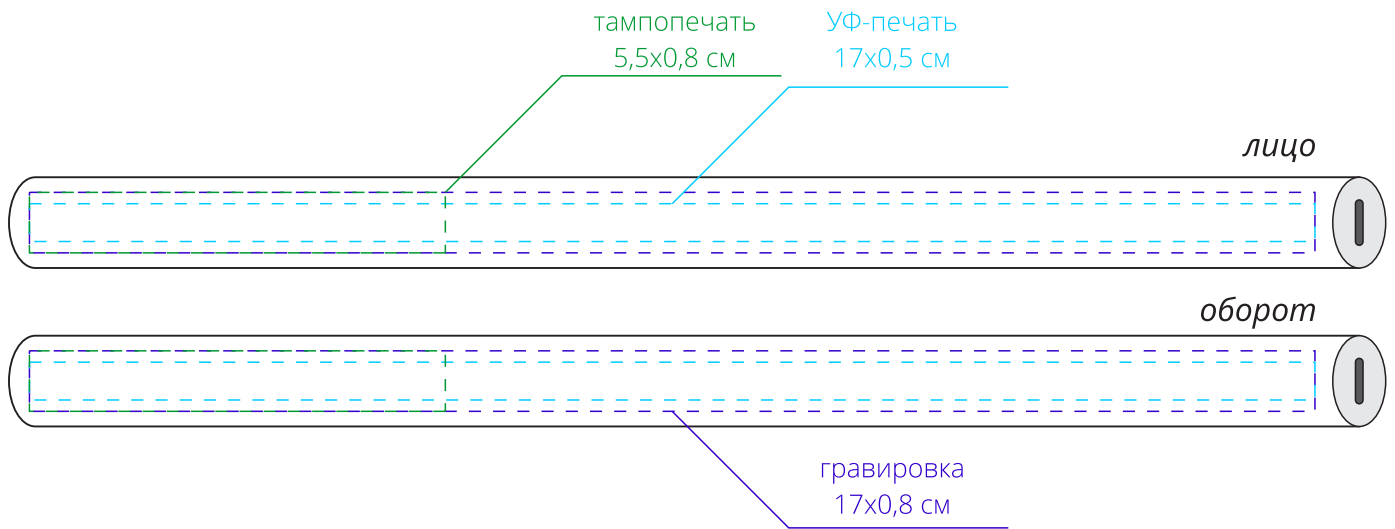 тампопечать
5,5х0,8 см
УФ-печать
17х0,5 см
лицо
оборот
гравировка
17х0,8 см